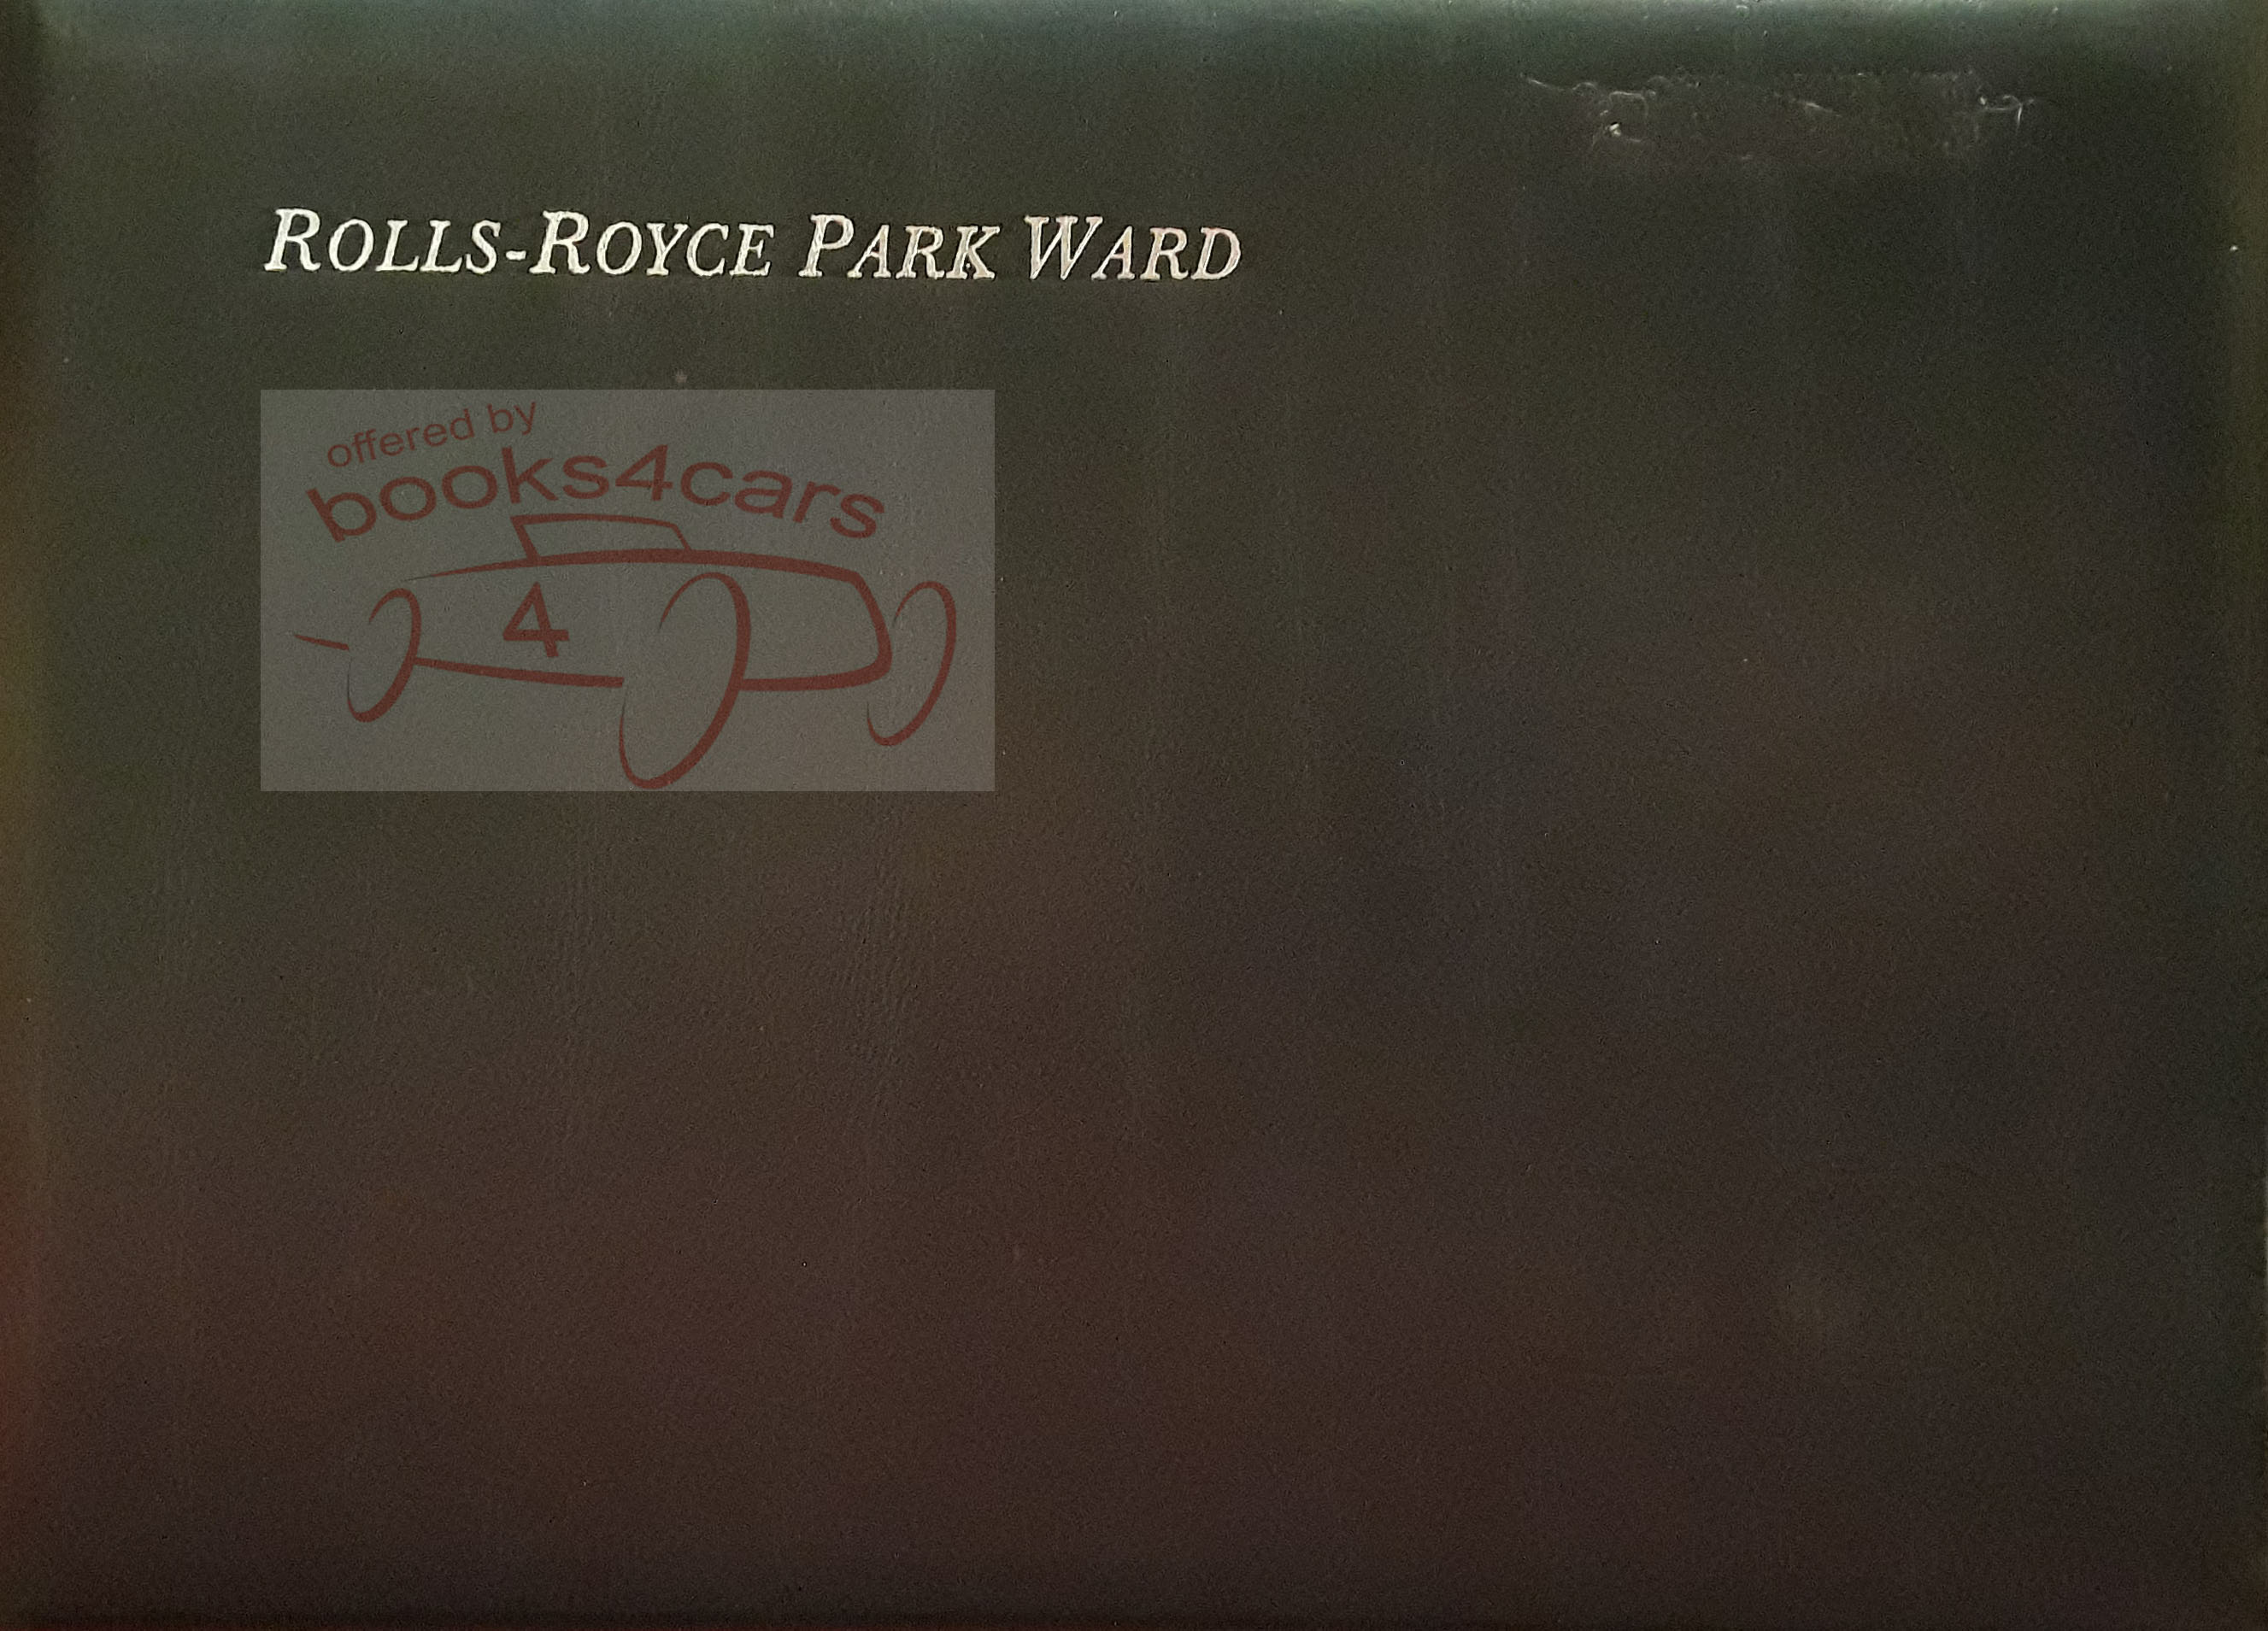 ROLLS-ROYCE PARK WARD
offered by
books4cars
4